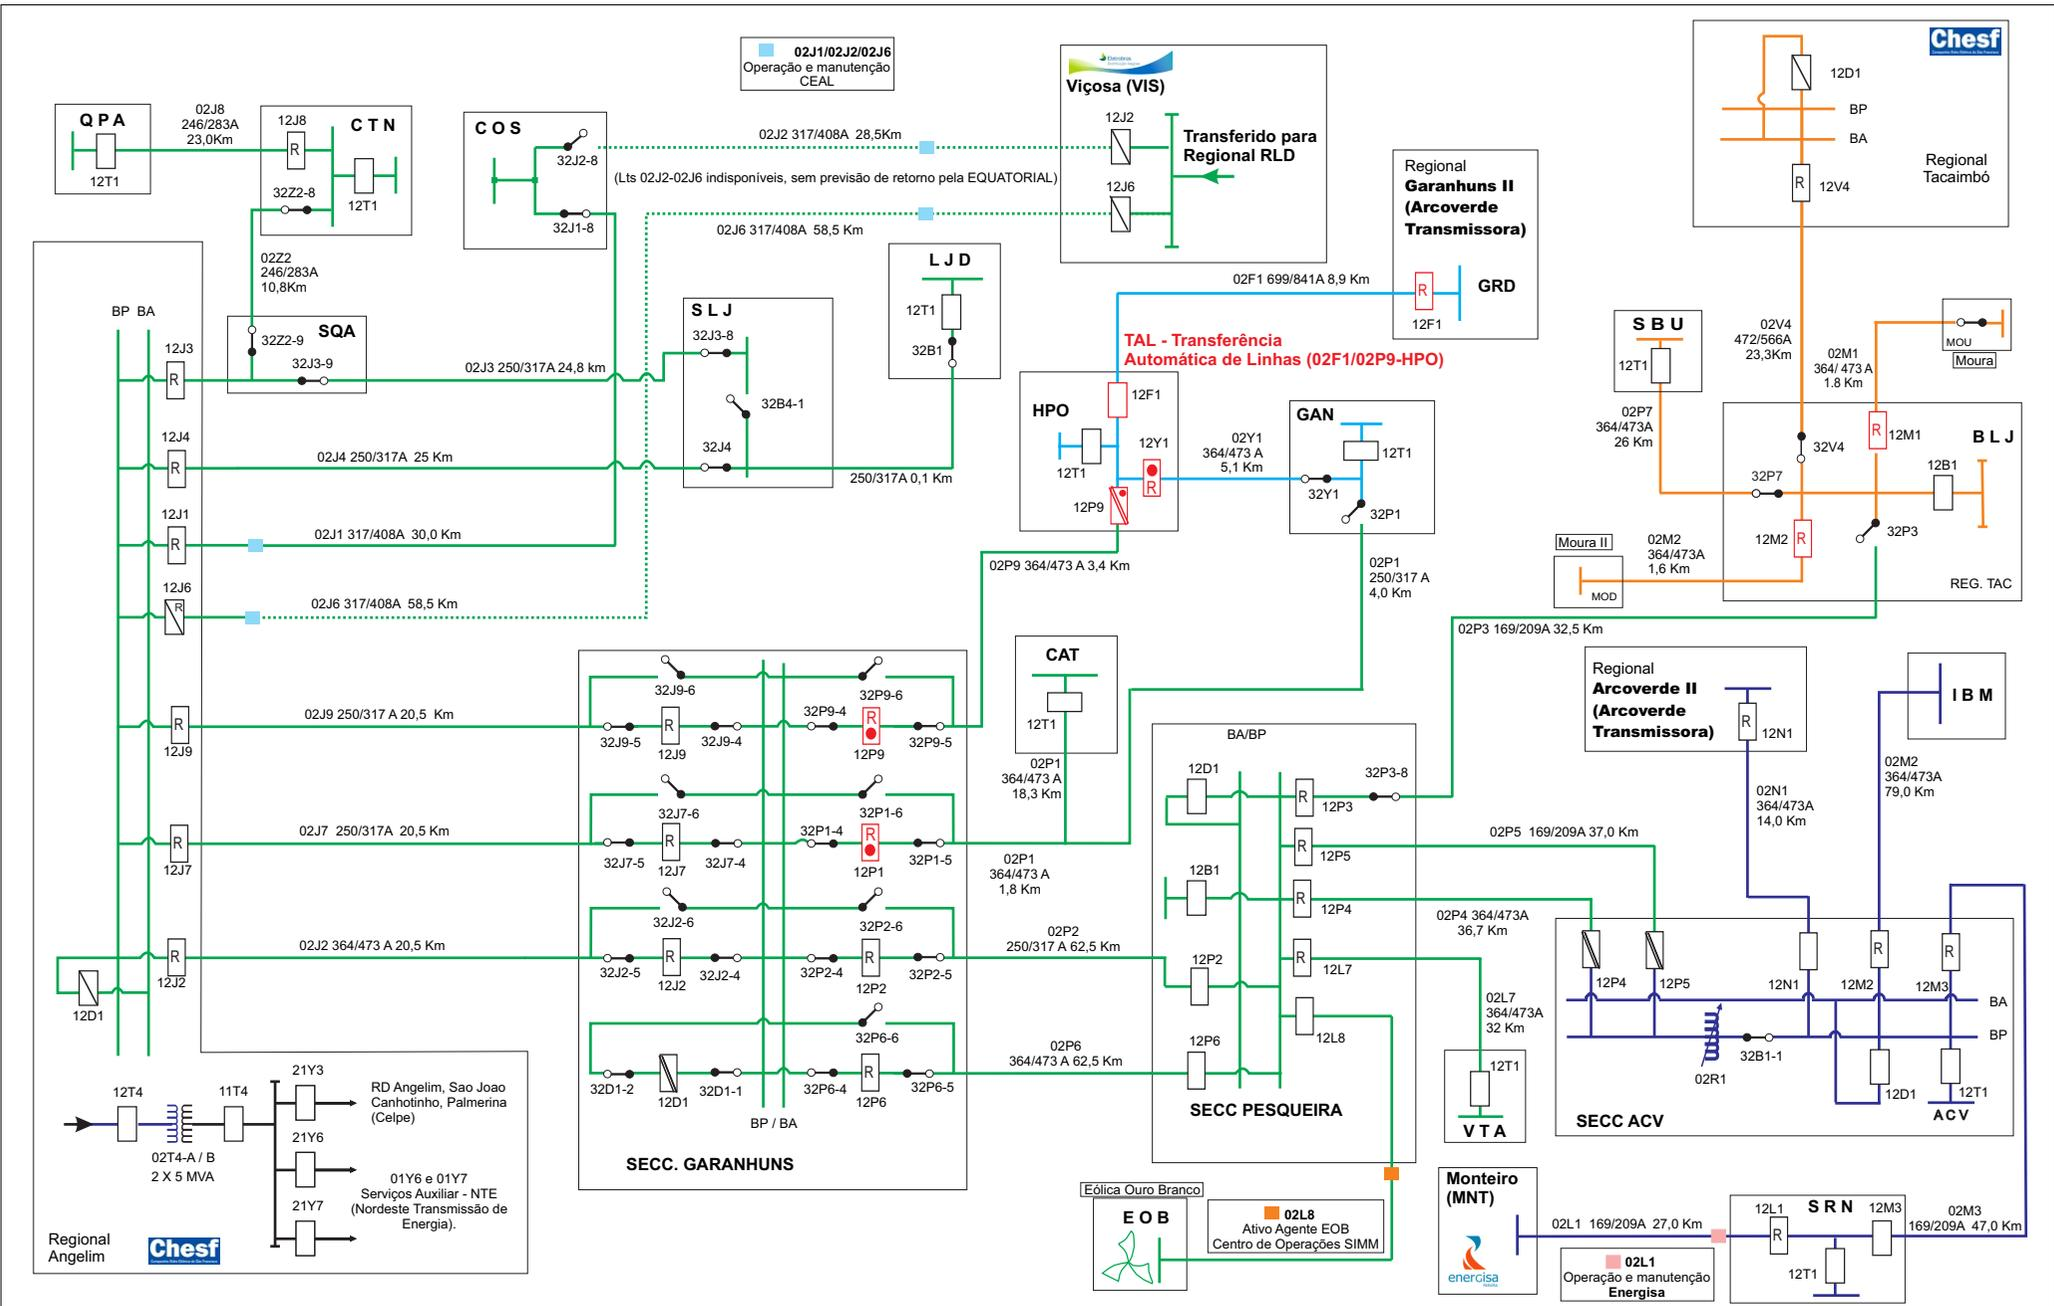 02J1/02J2/02J6
Operação e manutenção
CEAL
Q P A
12T1
02J8
246/283A
23,0Km
12J8
R
C T N
32Z2-8
12T1
02Z2
246/283A
10,8Km
C O S
32J2-8
32J1-8
02J2 317/408A 28,5Km
(Lts 02J2-02J6 indisponíveis, sem previsão de retorno pela EQUATORIAL)
02J6 317/408A 58,5 Km
Eletrobras
Viçosa (VIS)
12J2
Transferido para
Regional RLD
12J6
Regional
Garanhuns II
(Arcoverde
Transmissora)
R
GRD
12F1
02F1 699/841A 8,9 Km
Chesf
12D1
BP
BA
Regional
Tacaimbó
R
12V4
BP BA
SQA
32Z2-9
32J3-9
12J3
R
02J3 250/317A 24,8 km
S L J
32J3-8
32B4-1
32J4
L J D
12T1
32B1
12J4
R
02J4 250/317A 25 Km
250/317A 0,1 Km
12J1
R
02J1 317/408A 30,0 Km
12J6
R
02J6 317/408A 58,5 Km
TAL - Transferência
Automática de Linhas (02F1/02P9-HPO)
HPO
12F1
12T1
12Y1
R
12P9
02Y1
364/473 A
5,1 Km
GAN
12T1
32Y1
32P1
02P9 364/473 A 3,4 Km
02P1
250/317 A
4,0 Km
S B U
12T1
02P7
364/473A
26 Km
02V4
472/566A
23,3Km
02M1
364/ 473 A
1.8 Km
MOU
Moura
B L J
R
12M1
32V4
32P7
12B1
12M2
R
32P3
REG. TAC
Moura II
MOD
02M2
364/473A
1,6 Km
02P3 169/209A 32,5 Km
12J9
R
02J9 250/317 A 20,5 Km
32J9-6
32J9-5
R
12J9
32J9-4
32P9-4
32P9-6
R
12P9
32P9-5
12J7
R
02J7 250/317A 20,5 Km
32J7-6
32J7-5
R
12J7
32J7-4
32P1-4
32P1-6
R
12P1
32P1-5
R
12J2
02J2 364/473 A 20,5 Km
32J2-6
32J2-5
R
12J2
32J2-4
32P2-4
32P2-6
R
12P2
32P2-5
12D1
32D1-2
12D1
32D1-1
32P6-4
32P6-6
R
12P6
32P6-5
BP / BA
SECC. GARANHUNS
CAT
12T1
02P1
364/473 A
18,3 Km
02P1
364/473 A
1,8 Km
02P2
250/317 A 62,5 Km
02P6
364/473 A 62,5 Km
BA/BP
12D1
R
12P3
32P3-8
R
12P5
12B1
R
12P4
12P2
R
12L7
12L8
12P6
SECC PESQUEIRA
02P5 169/209A 37,0 Km
02P4 364/473A
36,7 Km
02L7
364/473A
32 Km
12T1
V T A
Regional
Arcoverde II
(Arcoverde
Transmissora)
R
12N1
02N1
364/473A
14,0 Km
I B M
02M2
364/473A
79,0 Km
12P4
12P5
12N1
R
12M2
R
12M3
BA
BP
02R1
32B1-1
12D1
12T1
A C V
SECC ACV
12T4
11T4
02T4-A / B
2 X 5 MVA
21Y3
RD Angelim, Sao Joao
Canhotinho, Palmerina
(Celpe)
21Y6
01Y6 e 01Y7
Serviços Auxiliar - NTE
(Nordeste Transmissão de
Energia).
21Y7
Regional
Angelim
Chesf
Eólica Ouro Branco
E O B
02L8
Ativo Agente EOB
Centro de Operações SIMM
Monteiro
(MNT)
energisa
02L1 169/209A 27,0 Km
02L1
Operação e manutenção
Energisa
S R N
12L1
R
12M3
12T1
02M3
169/209A 47,0 Km